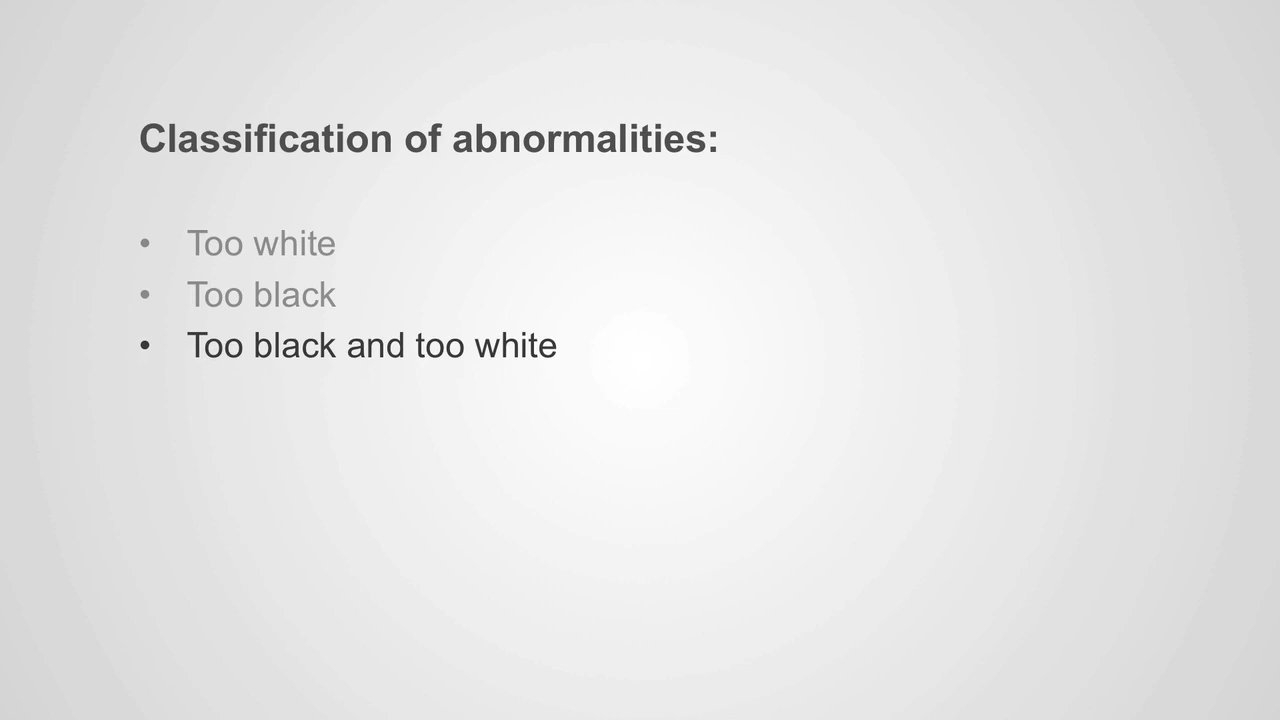 Classification of abnormalities:
• Too white
• Too black
• Too black and too white